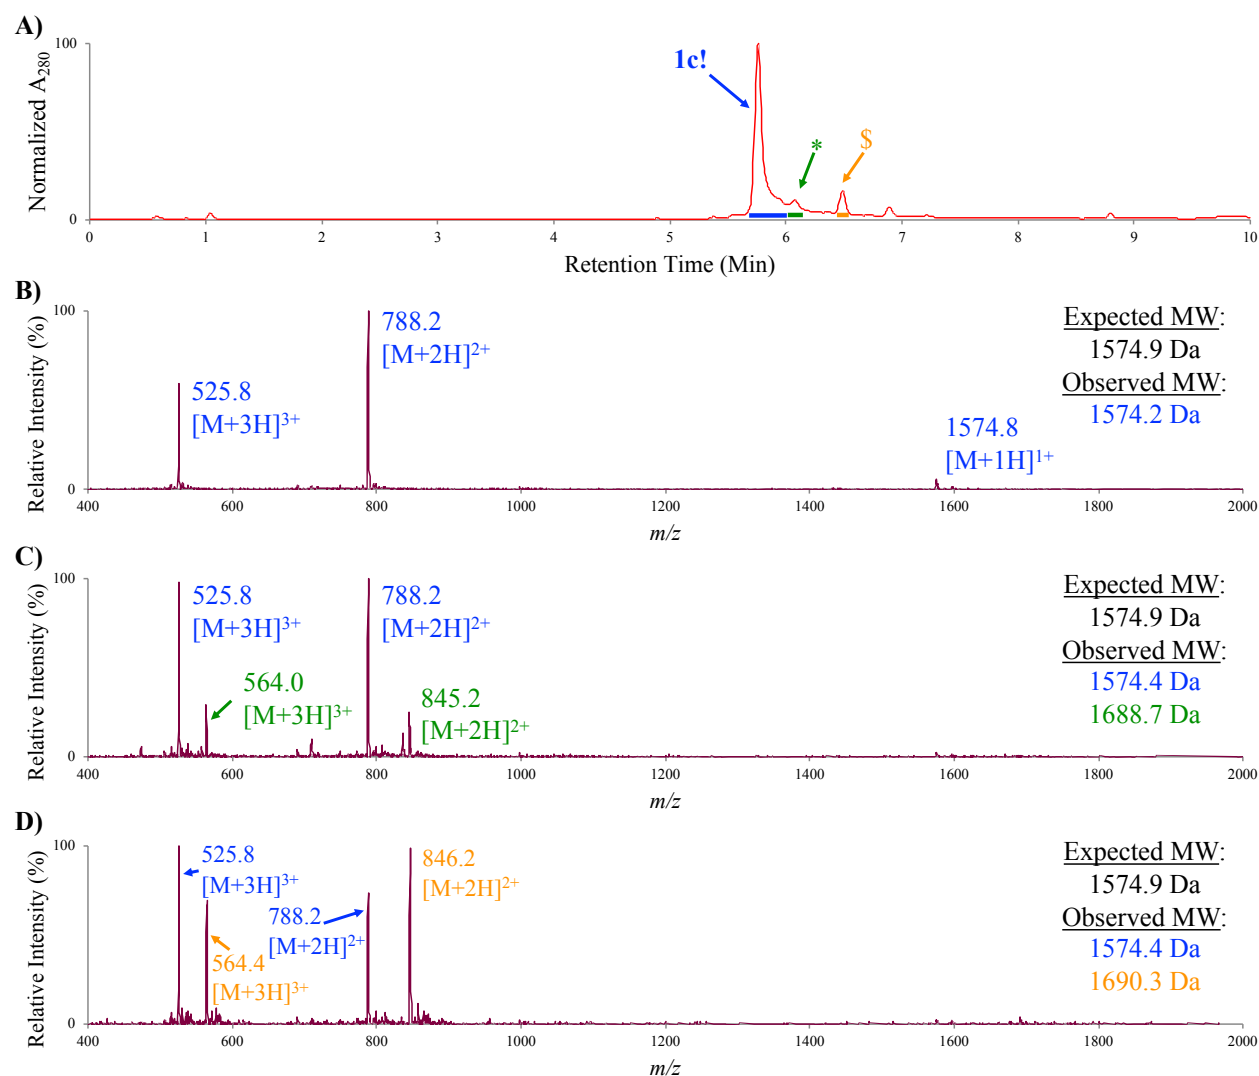 A)
Normalized A280
100
0
1c!
*
$
0 1 2 3 4 5 6 7 8 9 10
Retention Time (Min)
B)
Relative Intensity (%)
100
0
525.8
[M+3H]3+
788.2
[M+2H]2+
1574.8
[M+1H]1+
Expected MW:
1574.9 Da
Observed MW:
1574.2 Da
400 600 800 1000 1200 1400 1600 1800 2000
m/z
C)
Relative Intensity (%)
100
0
525.8
[M+3H]3+
564.0
[M+3H]3+
788.2
[M+2H]2+
845.2
[M+2H]2+
Expected MW:
1574.9 Da
Observed MW:
1574.4 Da
1688.7 Da
400 600 800 1000 1200 1400 1600 1800 2000
m/z
D)
Relative Intensity (%)
100
0
525.8
[M+3H]3+
564.4
[M+3H]3+
788.2
[M+2H]2+
846.2
[M+2H]2+
Expected MW:
1574.9 Da
Observed MW:
1574.4 Da
1690.3 Da
400 600 800 1000 1200 1400 1600 1800 2000
m/z